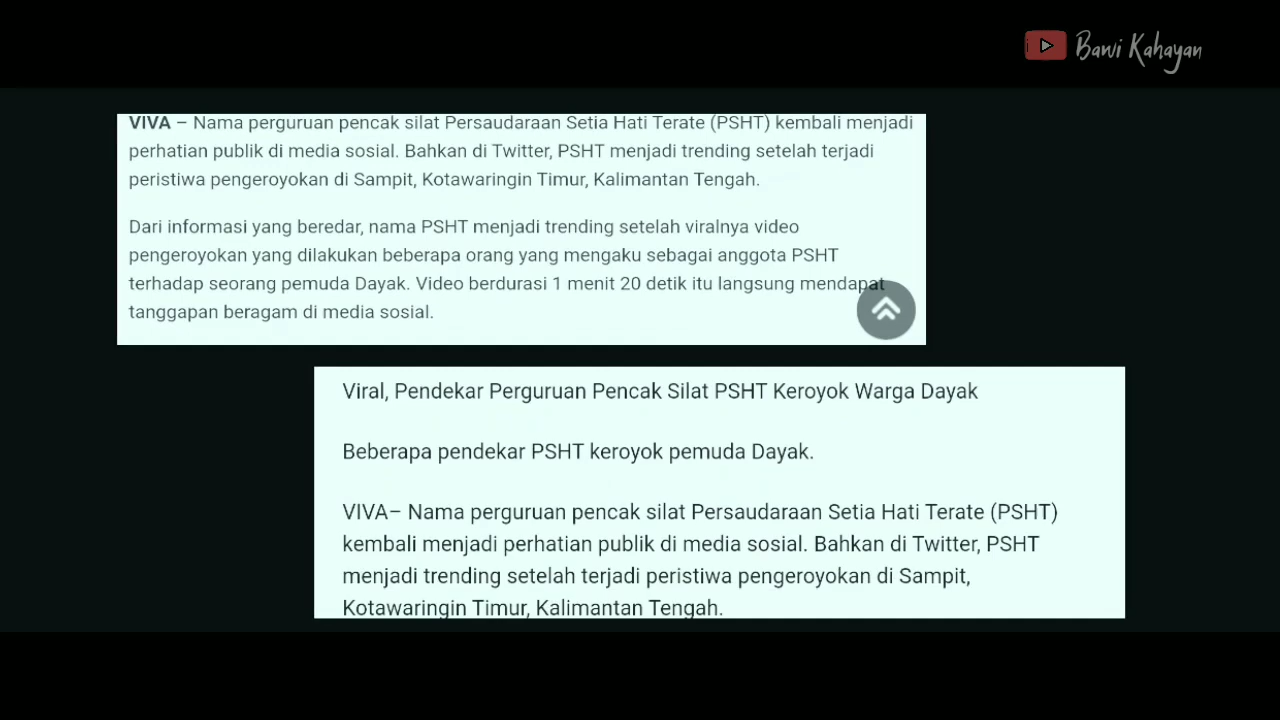 Bawi Kahayan
VIVA – Nama perguruan pencak silat Persaudaraan Setia Hati Terate (PSHT) kembali menjadi
perhatian publik di media sosial. Bahkan di Twitter, PSHT menjadi trending setelah terjadi
peristiwa pengeroyokan di Sampit, Kotawaringin Timur, Kalimantan Tengah.
Dari informasi yang beredar, nama PSHT menjadi trending setelah viralnya video
pengeroyokan yang dilakukan beberapa orang yang mengaku sebagai anggota PSHT
terhadap seorang pemuda Dayak. Video berdurasi 1 menit 20 detik itu langsung mendapat
tanggapan beragam di media sosial.
Viral, Pendekar Perguruan Pencak Silat PSHT Keroyok Warga Dayak
Beberapa pendekar PSHT keroyok pemuda Dayak.
VIVA– Nama perguruan pencak silat Persaudaraan Setia Hati Terate (PSHT)
kembali menjadi perhatian publik di media sosial. Bahkan di Twitter, PSHT
menjadi trending setelah terjadi peristiwa pengeroyokan di Sampit,
Kotawaringin Timur, Kalimantan Tengah.